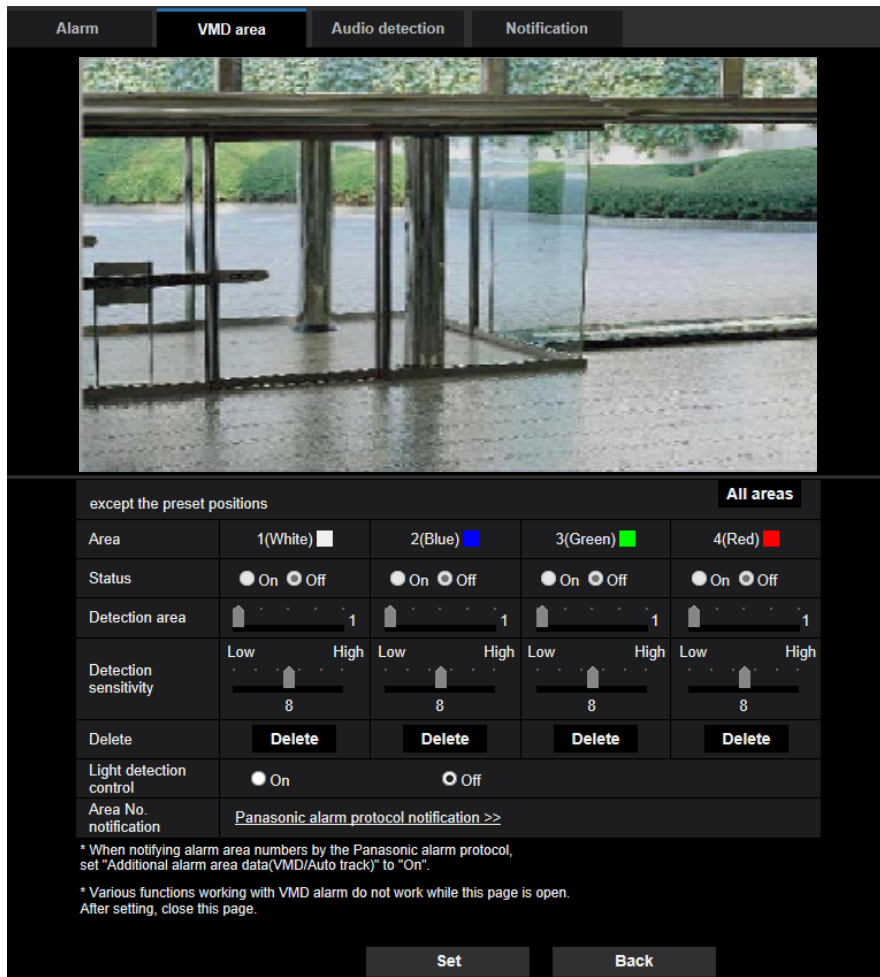 Alarm VMD area Audio detection Notification
except the preset positions All areas
Area 1(White) 2(Blue) 3(Green) 4(Red)
Status On Off On Off On Off On Off
Detection area 1 1 1 1
Low High Low High Low High Low High
Detection
sensitivity
8 8 8 8
Delete Delete Delete Delete Delete
Light detection
control On Off
Area No.
notification Panasonic alarm protocol notification >>
* When notifying alarm area numbers by the Panasonic alarm protocol,
set "Additional alarm area data(VMD/Auto track)" to "On".
* Various functions working with VMD alarm do not work while this page is open.
After setting, close this page.
Set Back